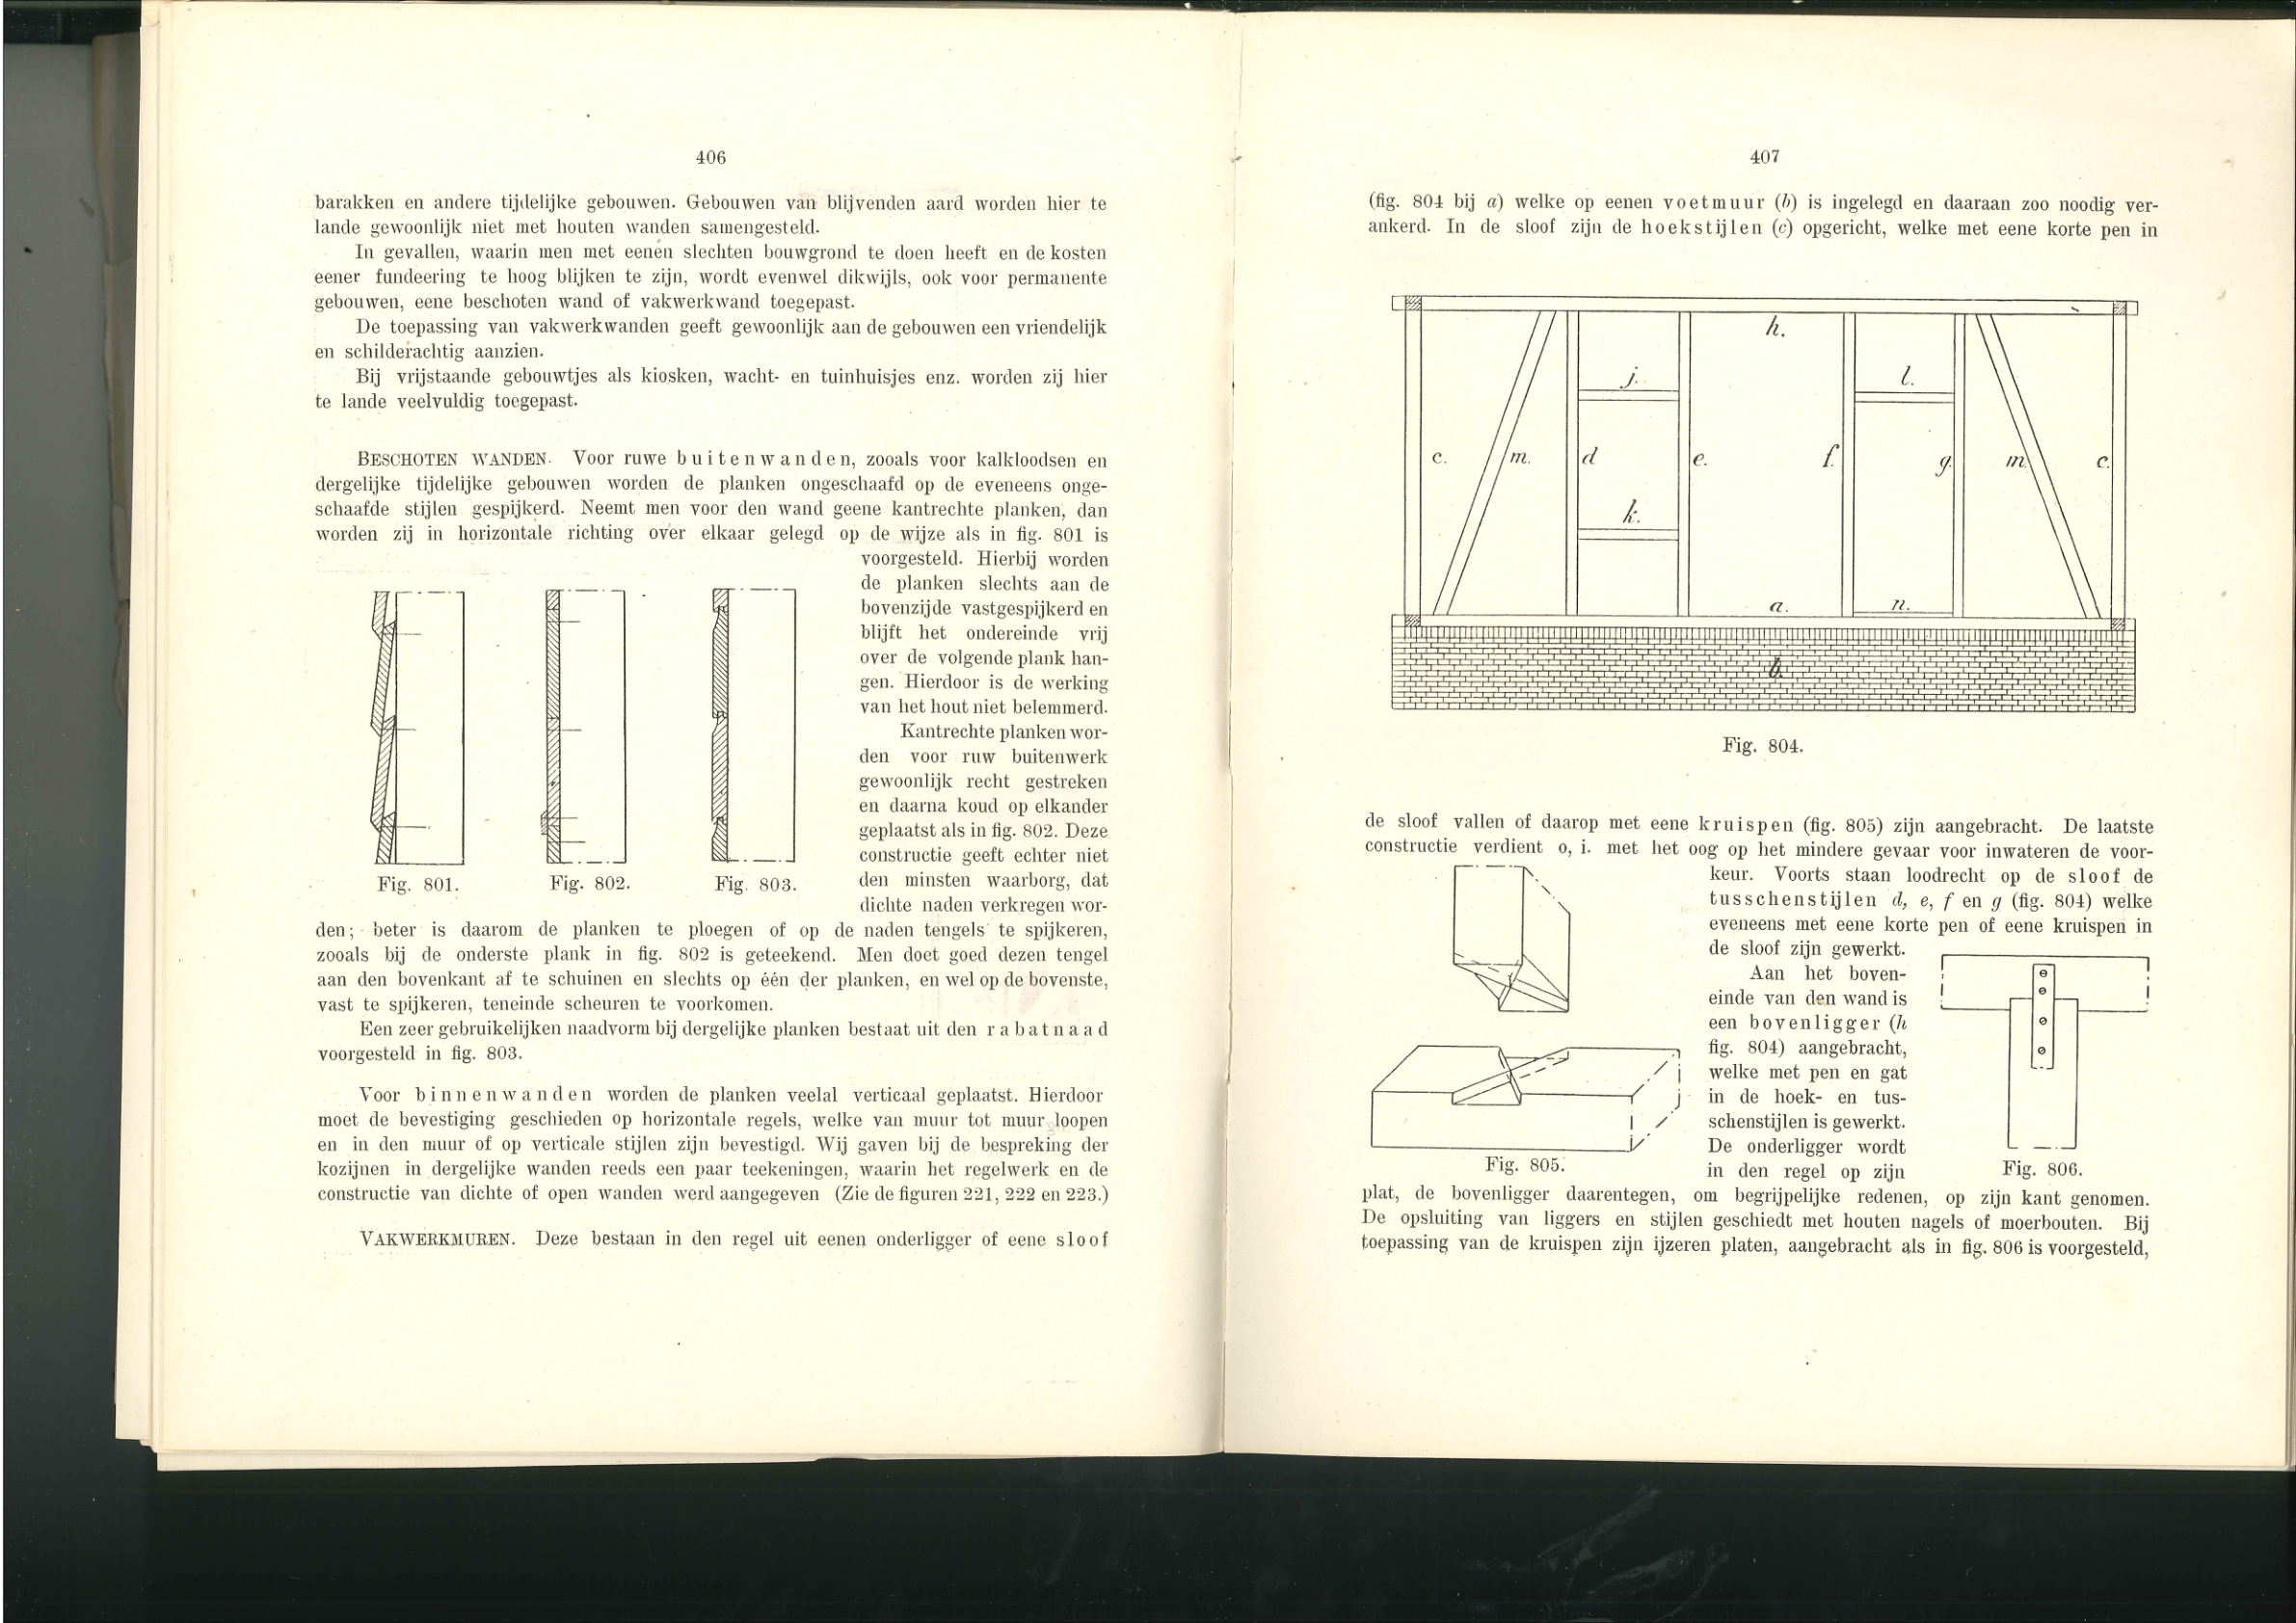 406
barakken en andere tijdelijke gebouwen. Gebouwen van blijvenden aard worden hier te
lande gewoonlijk niet met houten wanden samengesteld.
In gevallen, waarin men met eenen slechten bouwgrond te doen heeft en de kosten
eener fundeering te hoog blijken te zijn, wordt evenwel dikwijls, ook voor permanente
gebouwen, eene beschoten wand of vakwerkwand toegepast.
De toepassing van vakwerkwanden geeft gewoonlijk aan de gebouwen een vriendelijk
en schilderachtig aanzien.
Bij vrijstaande gebouwtjes als kiosken, wacht- en tuinhuisjes enz. worden zij hier
te lande veelvuldig toegepast.
BESCHOTEN WANDEN. Voor ruwe buitenwanden, zooals voor kalkloodsen en
dergelijke tijdelijke gebouwen worden de planken ongeschaafd op de eveneens onge-
schaafde stijlen gespijkerd. Neemt men voor den wand geene kantrechte planken, dan
worden zij in horizontale richting over elkaar gelegd op de wijze als in fig. 801 is
voorgesteld. Hierbij worden
de planken slechts aan de
bovenzijde vastgespijkerd en
blijft het ondereinde vrij
over de volgende plank han-
gen. Hierdoor is de werking
van het hout niet belemmerd.
Kantrechte planken wor-
den voor ruw buitenwerk
gewoonlijk recht gestreken
en daarna koud op elkander
geplaatst als in fig. 802. Deze
constructie geeft echter niet
den minsten waarborg, dat
dichte naden verkregen wor-
Fig. 801.
Fig. 802.
Fig. 803.
den; beter is daarom de planken te ploegen of op de naden tengels te spijkeren,
zooals bij de onderste plank in fig. 802 is geteekend. Men doet goed dezen tengel
aan den bovenkant af te schuinen en slechts op één der planken, en wel op de bovenste,
vast te spijkeren, teneinde scheuren te voorkomen.
Een zeer gebruikelijken naadvorm bij dergelijke planken bestaat uit den rabatnaad
voorgesteld in fig. 803.
Voor binnenwanden worden de planken veelal verticaal geplaatst. Hierdoor
moet de bevestiging geschieden op horizontale regels, welke van muur tot muur loopen
en in den muur of op verticale stijlen zijn bevestigd. Wij gaven bij de bespreking der
kozijnen in dergelijke wanden reeds een paar teekeningen, waarin het regelwerk en de
constructie van dichte of open wanden werd aangegeven (Zie de figuren 221, 222 en 223.)
VAKWERKMUREN. Deze bestaan in den regel uit eenen onderligger of eene sloof
407
(fig. 804 bij a) welke op eenen voetmuur (b) is ingelegd en daaraan zoo noodig ver-
ankerd. In de sloof zijn de hoekstijlen (c) opgericht, welke met eene korte pen in
h.
j.
l.
c.
m.
d
e.
f.
g.
m.
c.
k.
a.
n.
b.
Fig. 804.
de sloof vallen of daarop met eene kruispen (fig. 805) zijn aangebracht. De laatste
constructie verdient o, i. met het oog op het mindere gevaar voor inwateren de voor-
keur. Voorts staan loodrecht op de sloof de
tusschenstijlen d, e, f en g (fig. 804) welke
eveneens met eene korte pen of eene kruispen in
de sloof zijn gewerkt.
Aan het boven-
einde van den wand is
een bovenligger (h
fig. 804) aangebracht,
welke met pen en gat
in de hoek- en tus-
schenstijlen is gewerkt.
De onderligger wordt
in den regel op zijn
Fig. 805.
Fig. 806.
plat, de bovenligger daarentegen, om begrijpelijke redenen, op zijn kant genomen.
De opsluiting van liggers en stijlen geschiedt met houten nagels of moerbouten. Bij
toepassing van de kruispen zijn ijzeren platen, aangebracht als in fig. 806 is voorgesteld,